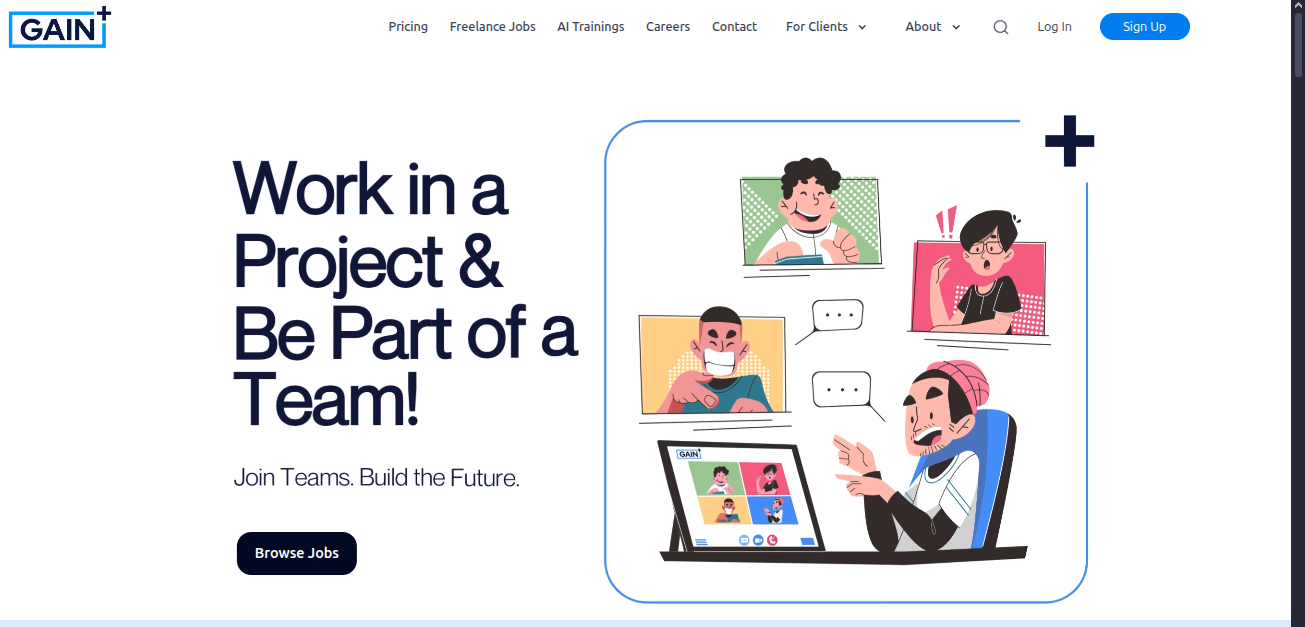 GAIN+
Pricing
Freelance Jobs
AI Trainings
Careers
Contact
For Clients
About
Log In
Sign Up
Work in a
Project &
Be Part of a
Team!
Join Teams. Build the Future.
Browse Jobs
GAIN+